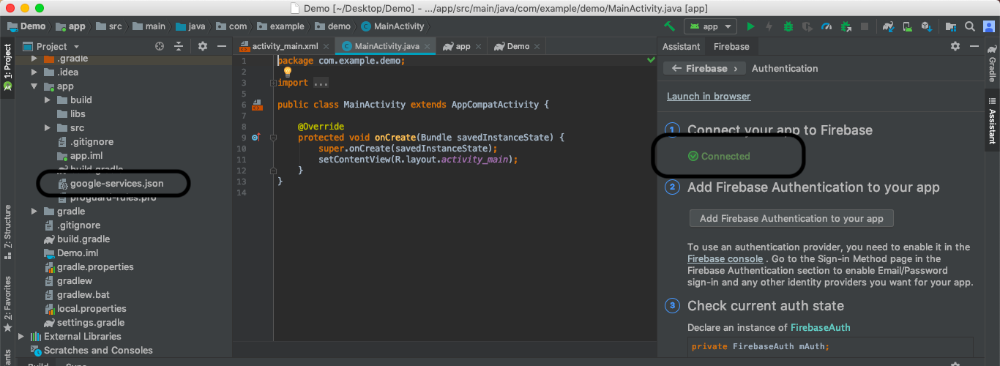 Demo [~/Desktop/Demo] - .../app/src/main/java/com/example/demo/MainActivity.java [app]
Demo app src main java com example demo MainActivity app
1: Project
Z: Structure
2: Favorites
Project
.gradle
.idea
app
build
libs
src
.gitignore
app.iml
build.gradle
google-services.json
proguard-rules.pro
gradle
.gitignore
build.gradle
Demo.iml
gradle.properties
gradlew
gradlew.bat
local.properties
settings.gradle
External Libraries
Scratches and Consoles
Build Sync
activity_main.xml MainActivity.java app Demo
1 package com.example.demo;
2
3 import ...
5
6 public class MainActivity extends AppCompatActivity {
7
8 @Override
9 protected void onCreate(Bundle savedInstanceState) {
10 super.onCreate(savedInstanceState);
11 setContentView(R.layout.activity_main);
12 }
13 }
14
Assistant Firebase
← Firebase › Authentication
Launch in browser
1 Connect your app to Firebase
Connected
2 Add Firebase Authentication to your app
Add Firebase Authentication to your app
To use an authentication provider, you need to enable it in the
Firebase console . Go to the Sign-in Method page in the
Firebase Authentication section to enable Email/Password
sign-in and any other identity providers you want for your app.
3 Check current auth state
Declare an instance of FirebaseAuth
private FirebaseAuth mAuth;
Gradle
Assistant